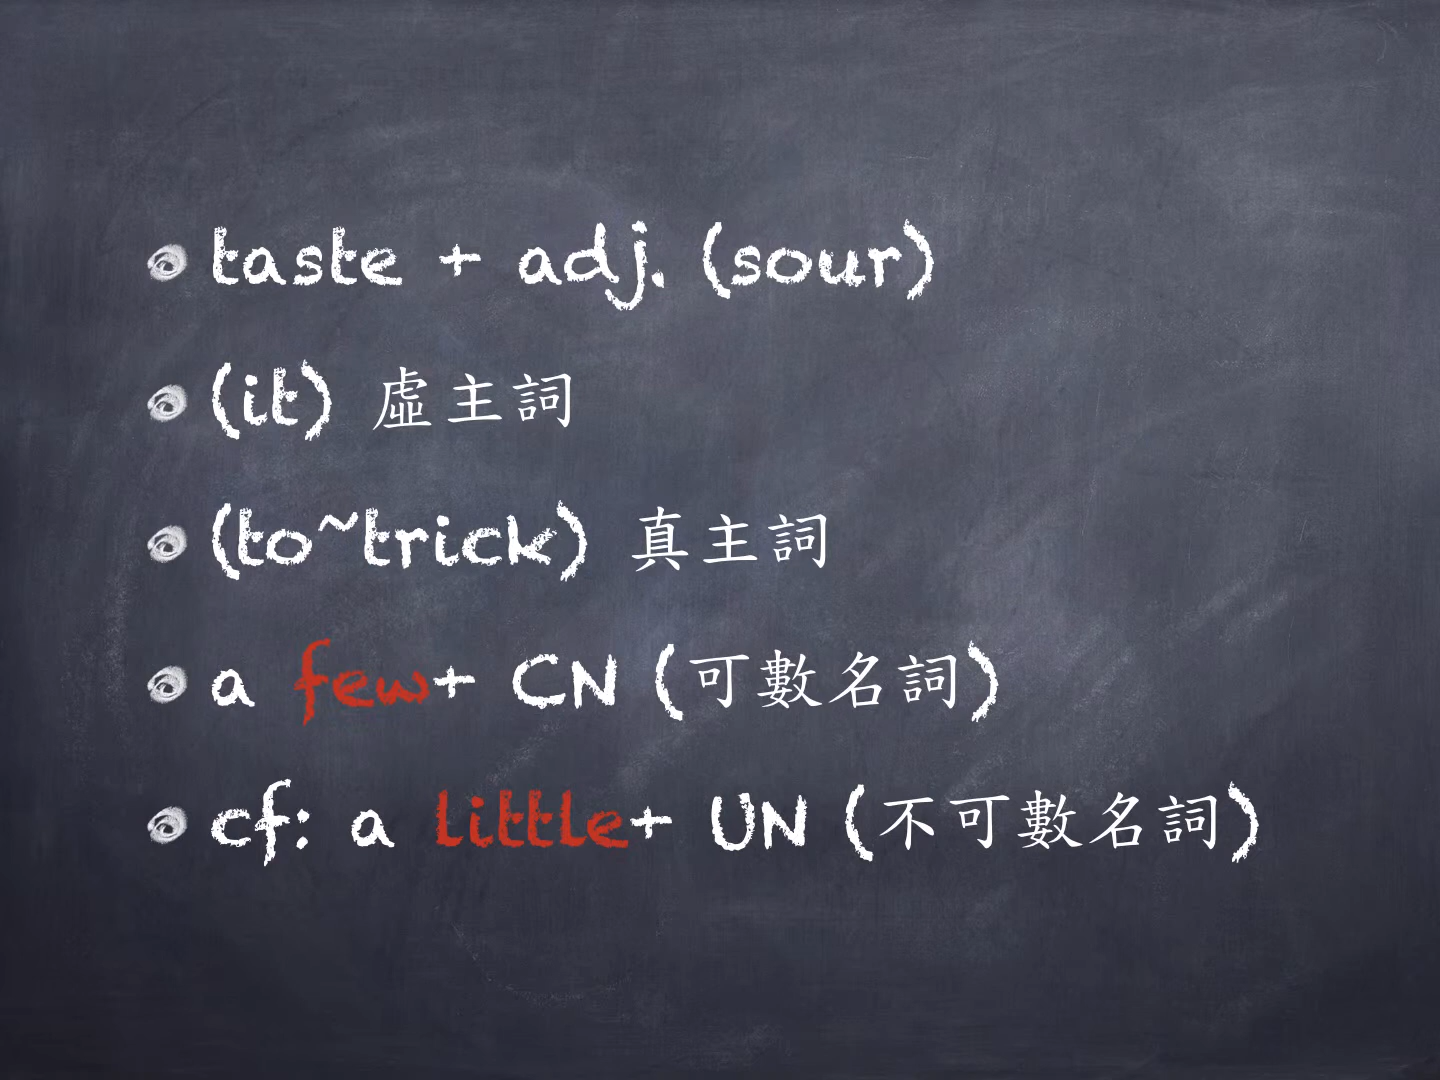 taste + adj. (sour)
(it) 虛主詞
(to~trick) 真主詞
a few+ CN (可數名詞)
cf: a little+ UN (不可數名詞)